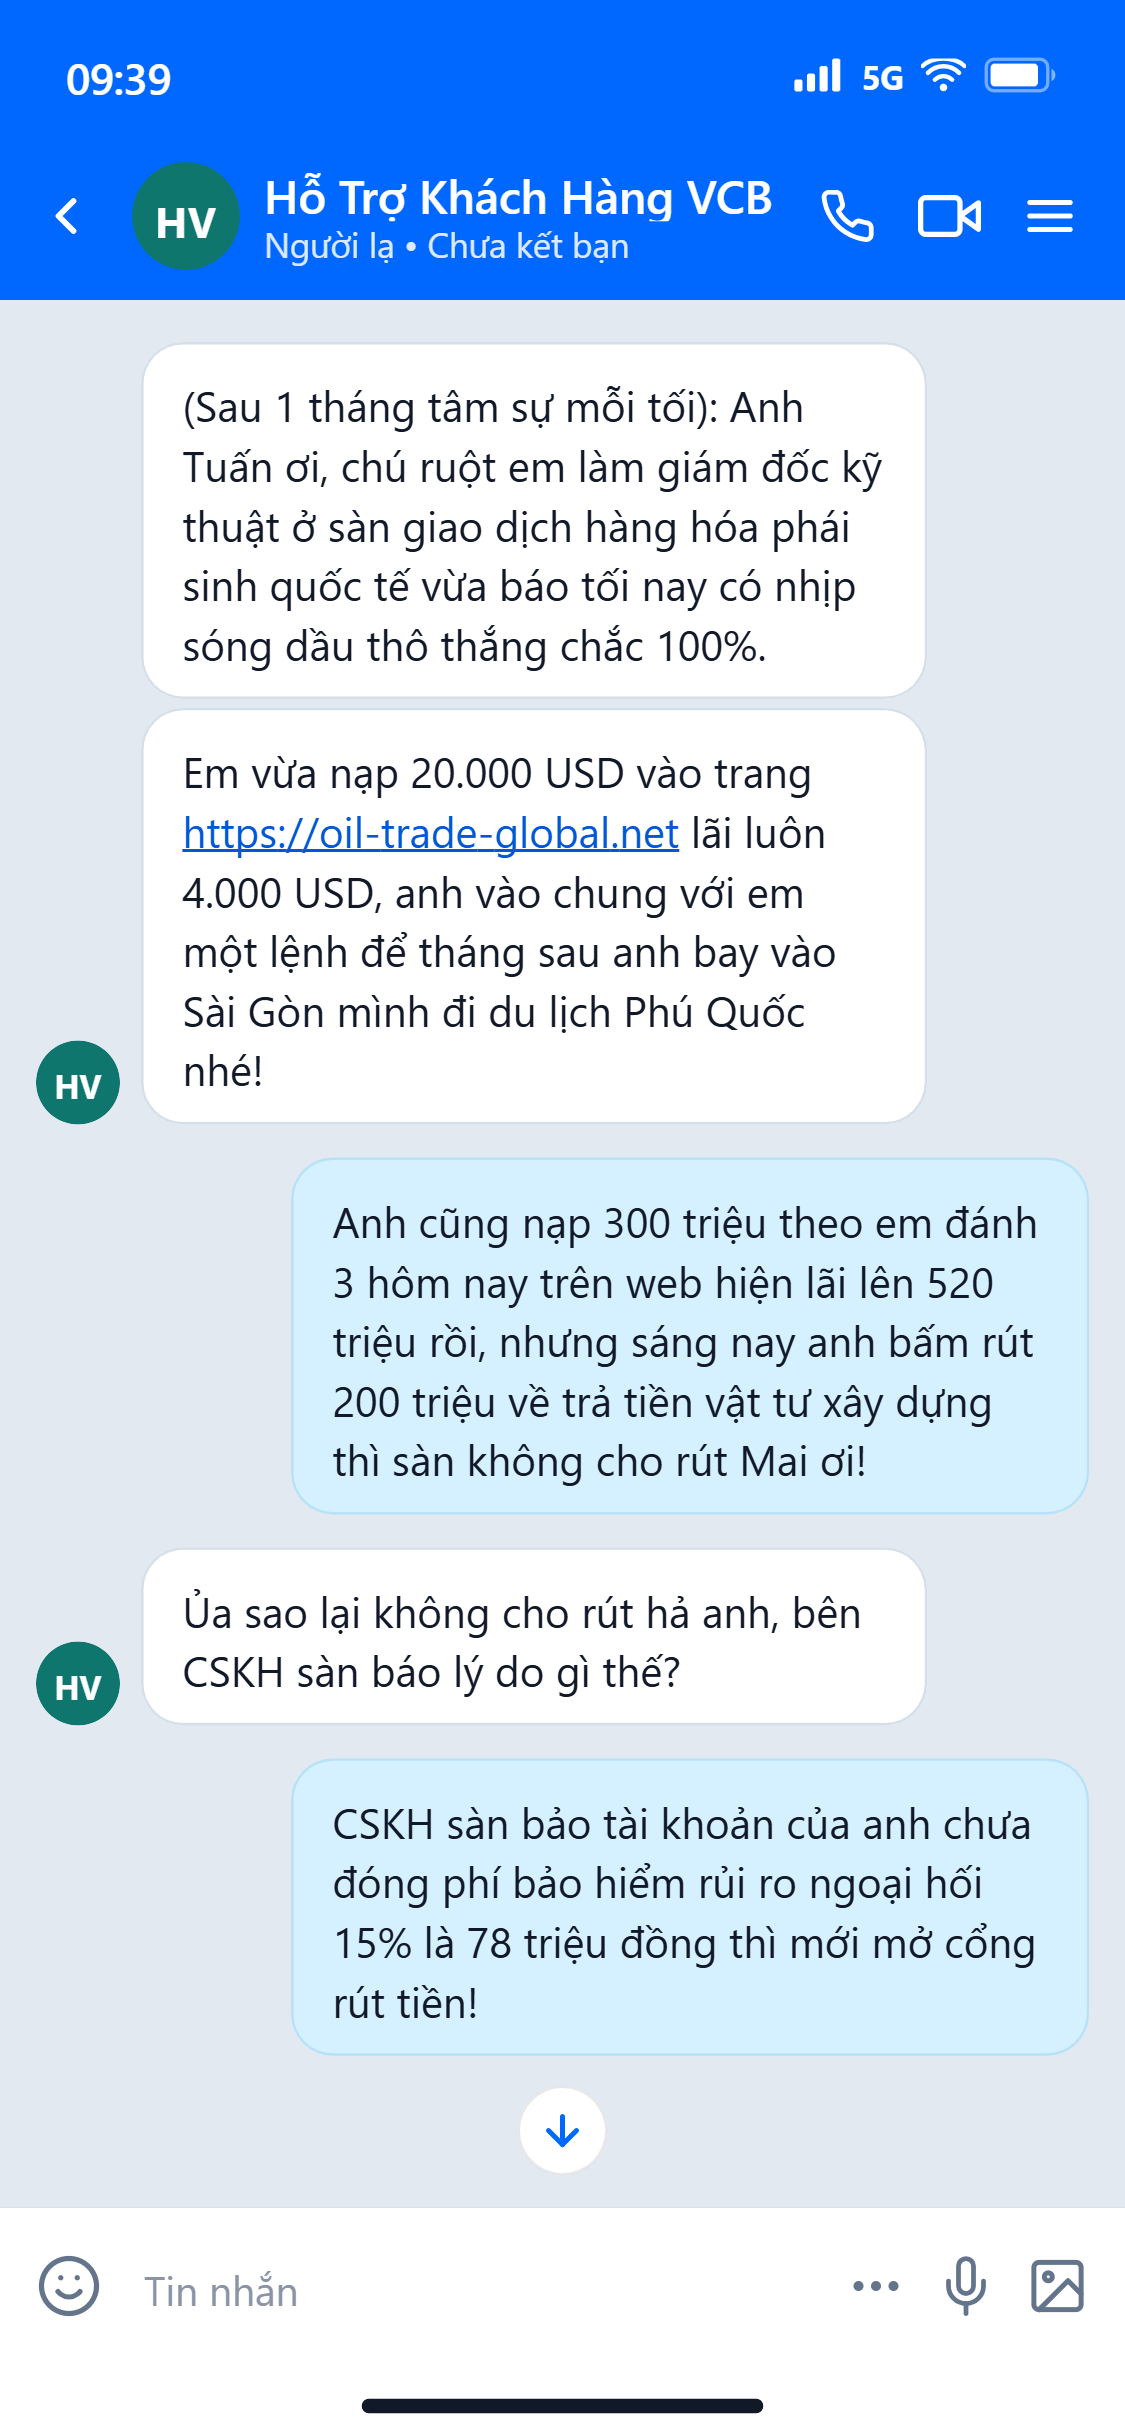 09:39
5G
HV
Hỗ Trợ Khách Hàng VCB
Người lạ • Chưa kết bạn
(Sau 1 tháng tâm sự mỗi tối): Anh
Tuấn ơi, chú ruột em làm giám đốc kỹ
thuật ở sàn giao dịch hàng hóa phái
sinh quốc tế vừa báo tối nay có nhịp
sóng dầu thô thắng chắc 100%.
Em vừa nạp 20.000 USD vào trang
https://oil-trade-global.net lãi luôn
4.000 USD, anh vào chung với em
một lệnh để tháng sau anh bay vào
Sài Gòn mình đi du lịch Phú Quốc
nhé!
HV
Anh cũng nạp 300 triệu theo em đánh
3 hôm nay trên web hiện lãi lên 520
triệu rồi, nhưng sáng nay anh bấm rút
200 triệu về trả tiền vật tư xây dựng
thì sàn không cho rút Mai ơi!
Ủa sao lại không cho rút hả anh, bên
CSKH sàn báo lý do gì thế?
HV
CSKH sàn bảo tài khoản của anh chưa
đóng phí bảo hiểm rủi ro ngoại hối
15% là 78 triệu đồng thì mới mở cổng
rút tiền!
Tin nhắn